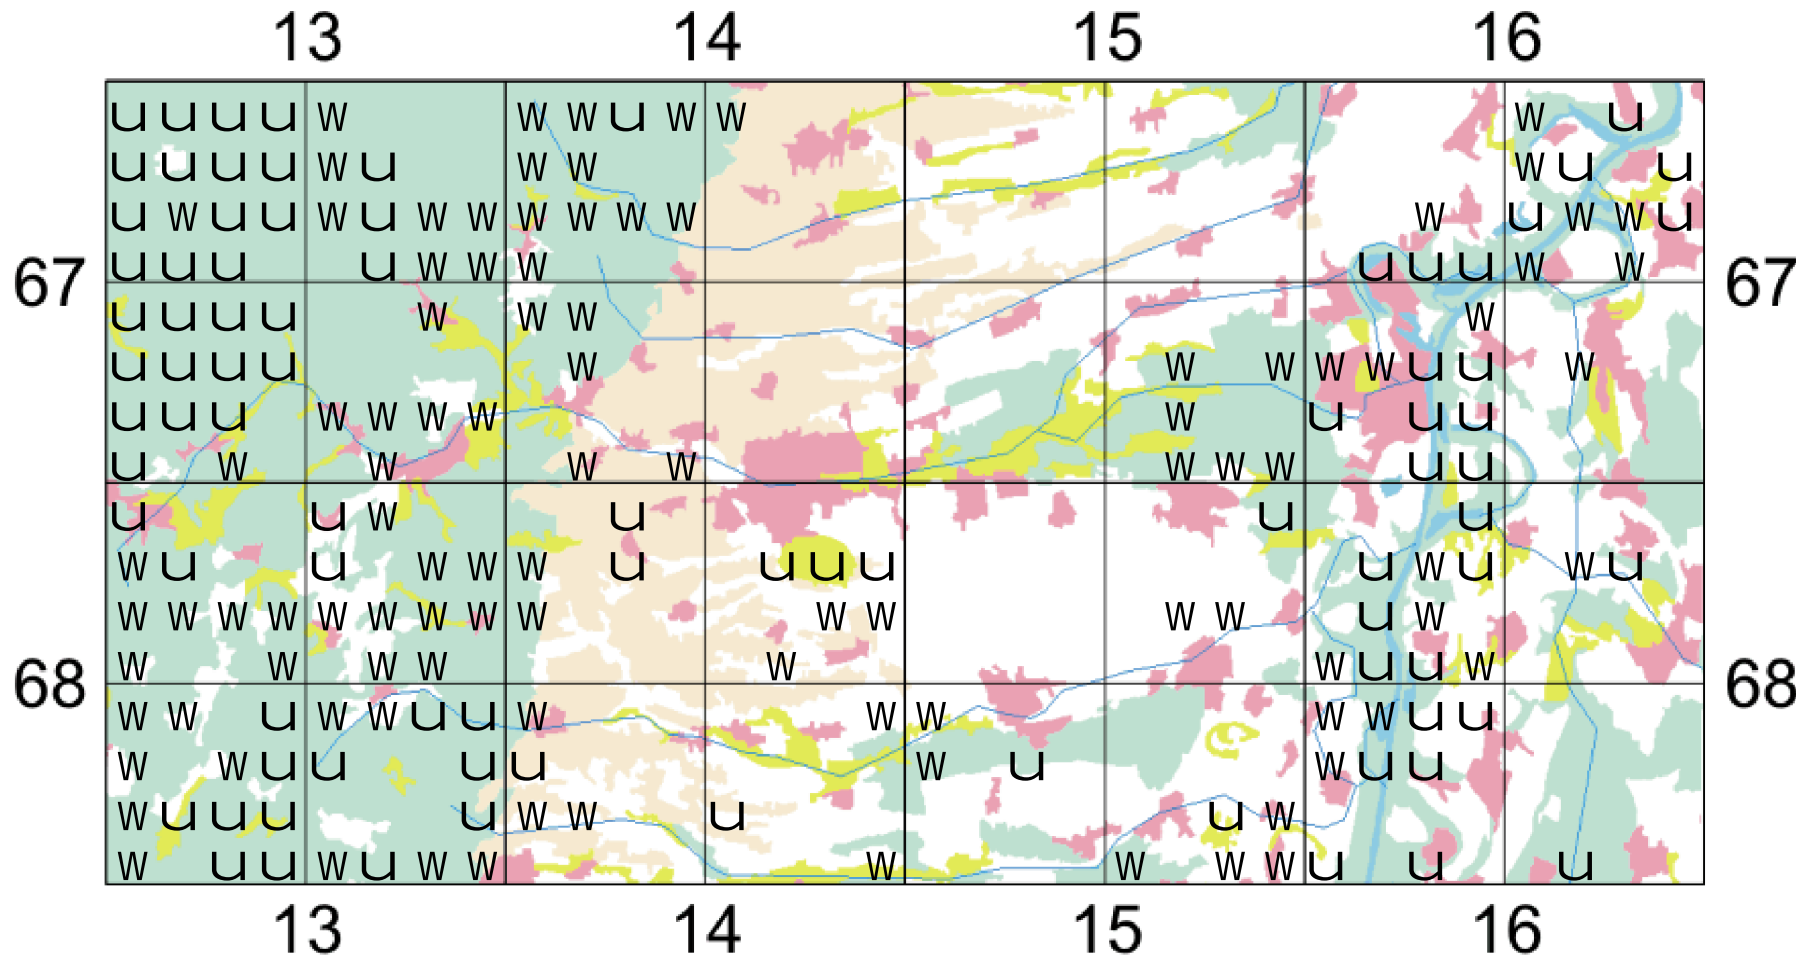 13 14 15 16
u u u u w w w u w w w u
u u u u w u w w w u u
u w u u w u w w w w w w w u w w u
u u u u w w w u u u w w
67 67
u u u u w w w w
u u u u w w w w w u u w
u u u w w w w w u u u
u w w w w w w w u u
u u w u u u
w u u w w w u u u u u w u w u
w w w w w w w w w w w w w u w
w w w w w w u u w
68 68
w w u w w u u w w w w w u u
w w u u u u w u w u u
w u u u u w w u u w
w u u w u w w w w w w u u u
13 14 15 16